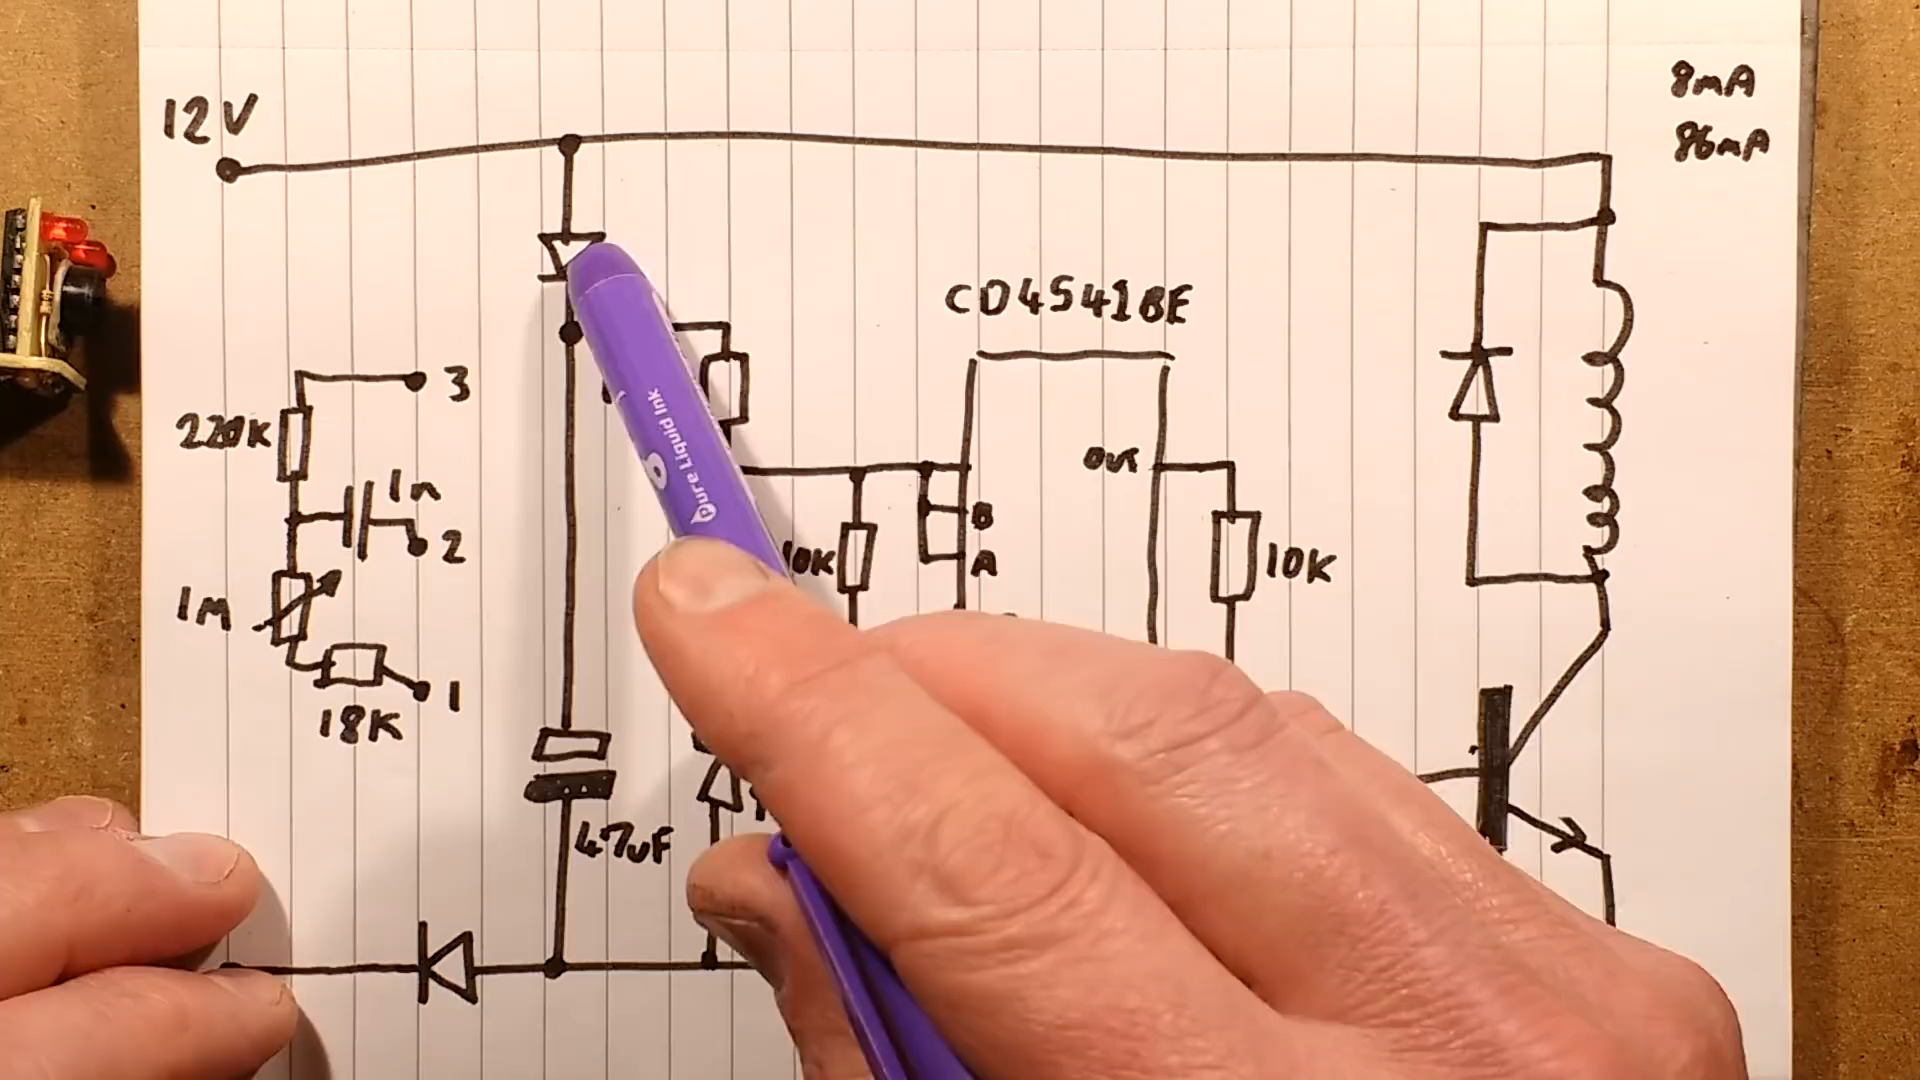 8mA
86mA
12V
CD4541BE
3
220K
1n
2
1M
18K
1
47uF
OUT
B
A
10K
10K
Pure Liquid Ink